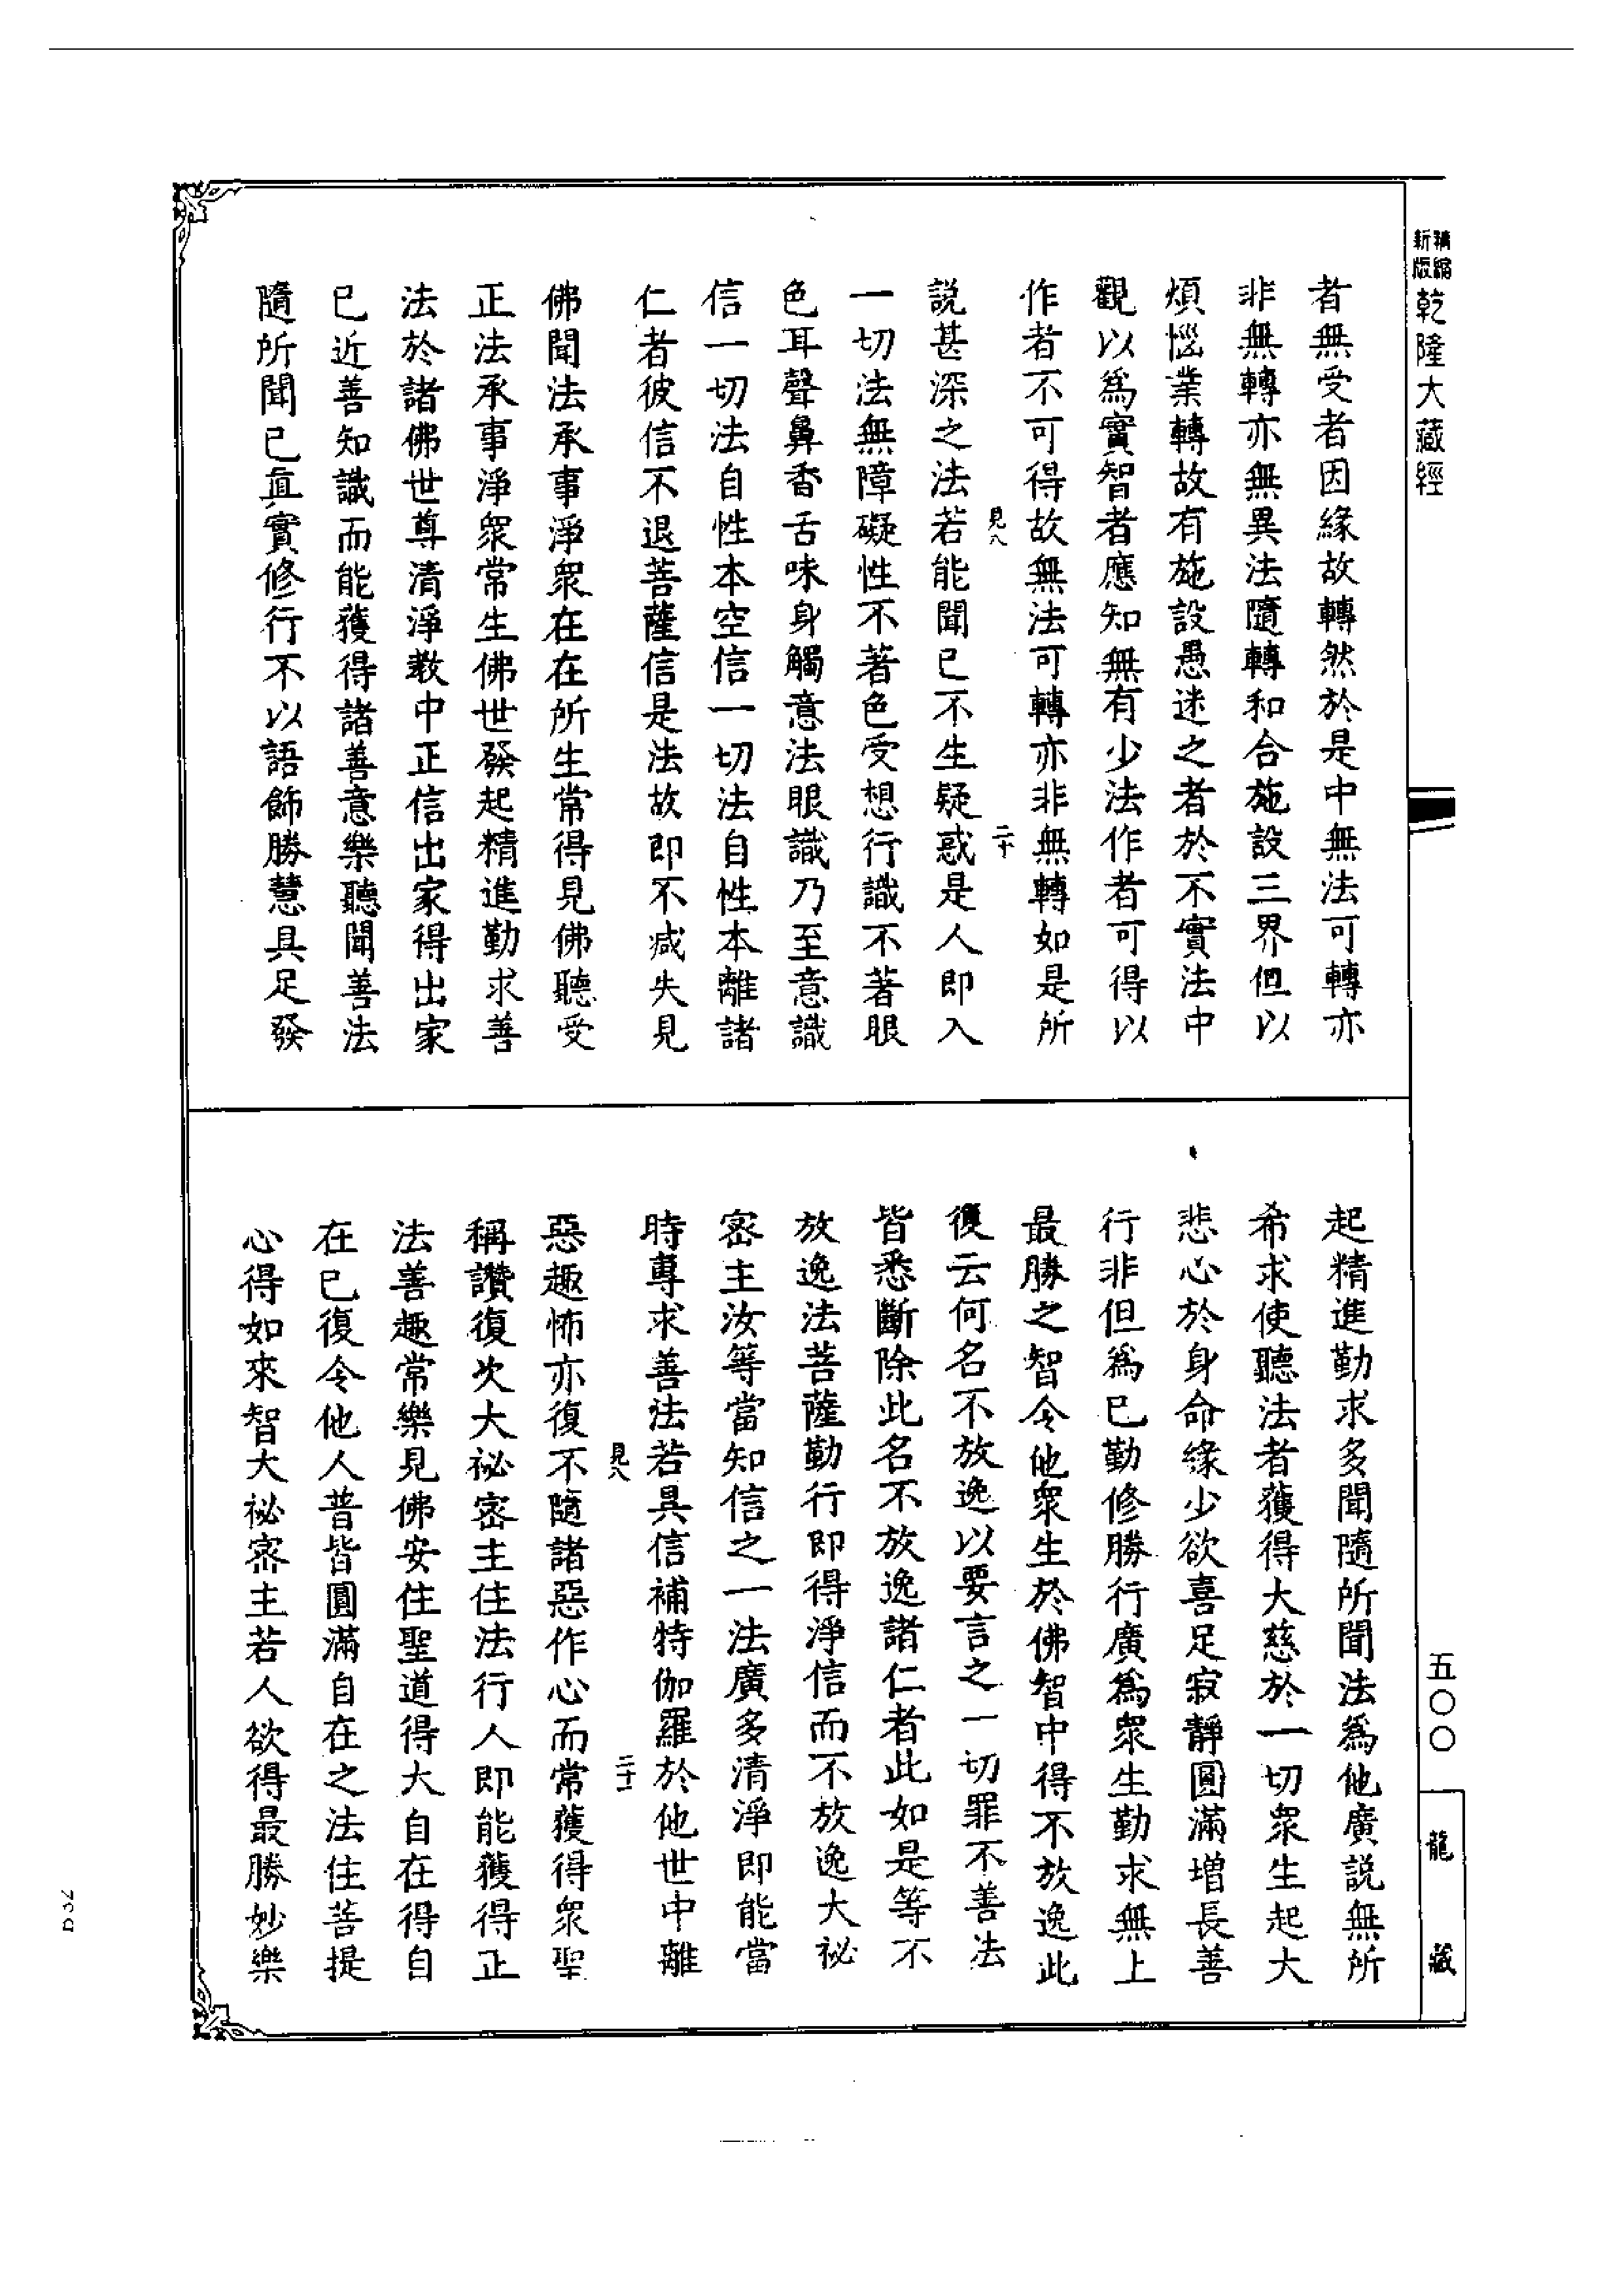 精縮新版乾隆大藏經
者無受者因緣故轉然於是中無法可轉亦
非無轉亦無異法隨轉和合施設三界但以
煩惱業轉故有施設愚迷之者於不實法中
觀以為實智者應知無有少法作者可得以
作者不可得故無法可轉亦非無轉如是所
見八
二十
說甚深之法若能聞已不生疑惑是人即入
一切法無障礙性不著色受想行識不著眼
色耳聲鼻香舌味身觸意法眼識乃至意識
信一切法自性本空信一切法自性本離諸
仁者彼信不退菩薩信是法故即不減失見
佛聞法承事淨衆在在所生常得見佛聽受
正法承事淨衆常生佛世發起精進勤求善
法於諸佛世尊清淨教中正信出家得出家
已近善知識而能獲得諸善意樂聽聞善法
隨所聞已真實修行不以語飾勝慧具足發
起精進勤求多聞隨所聞法為他廣說無所
希求使聽法者獲得大慈於一切衆生起大
悲心於身命緣少欲喜足寂靜圓滿增長善
行非但為已勤修勝行廣為衆生勤求無上
最勝之智令他衆生於佛智中得不放逸此
復云何名不放逸以要言之一切罪不善法
皆悉斷除此名不放逸諸仁者此如是等不
放逸法菩薩勤行即得淨信而不放逸大祕
密主汝等當知信之一法廣多清淨即能當
時專求善法若具信補特伽羅於他世中離
見八
二十一
惡趣怖亦復不隨諸惡作心而常獲得衆聖
稱讚復次大祕密主住法行人即能獲得正
法善趣常樂見佛安住聖道得大自在得自
在已復令他人普皆圓滿自在之法住菩提
心得如來智大祕密主若人欲得最勝妙樂
五〇〇
龍藏